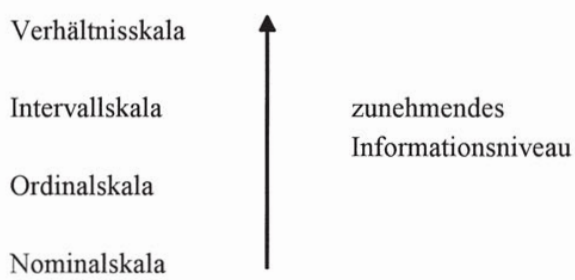 Verhältnisskala
Intervallskala
zunehmendes
Informationsniveau
Ordinalskala
Nominalskala